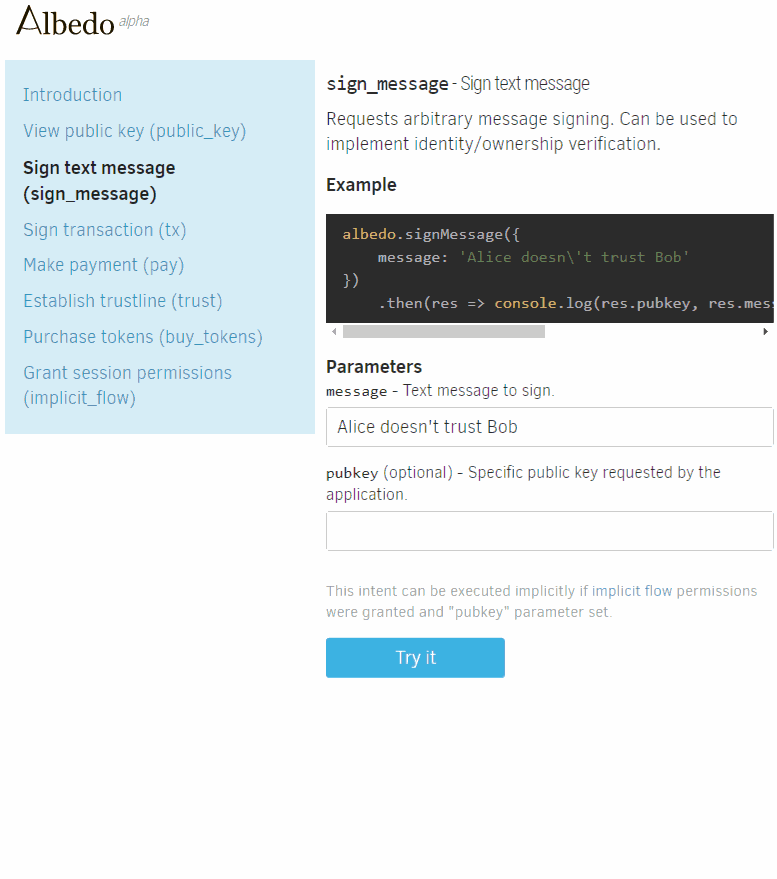 Albedo alpha
Introduction
View public key (public_key)
Sign text message
(sign_message)
Sign transaction (tx)
Make payment (pay)
Establish trustline (trust)
Purchase tokens (buy_tokens)
Grant session permissions
(implicit_flow)
sign_message - Sign text message
Requests arbitrary message signing. Can be used to
implement identity/ownership verification.
Example
albedo.signMessage({
    message: 'Alice doesn\'t trust Bob'
})
    .then(res => console.log(res.pubkey, res.mes
Parameters
message - Text message to sign.
Alice doesn't trust Bob
pubkey (optional) - Specific public key requested by the
application.
This intent can be executed implicitly if implicit flow permissions
were granted and "pubkey" parameter set.
Try it